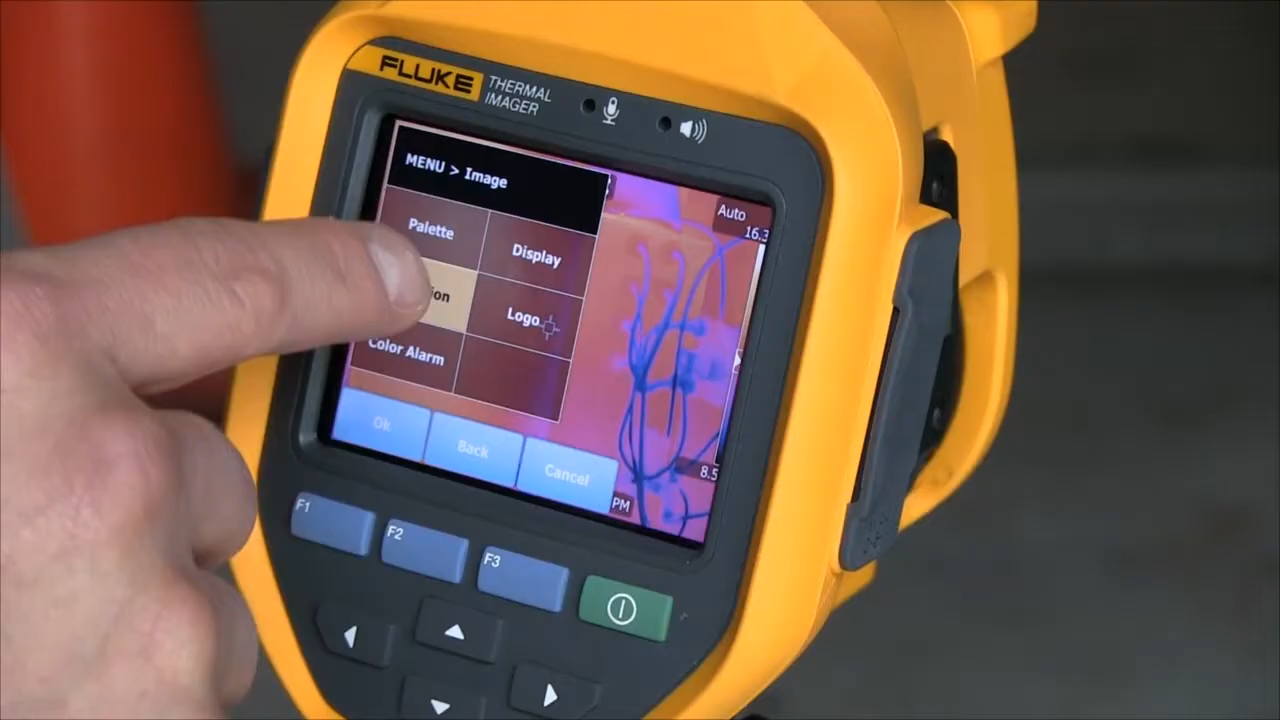 FLUKE
THERMAL
IMAGER
MENU > Image
Auto
16.3
Palette
Display
ion
Logo
Color Alarm
8.5
Ok
Back
Cancel
PM
F1
F2
F3